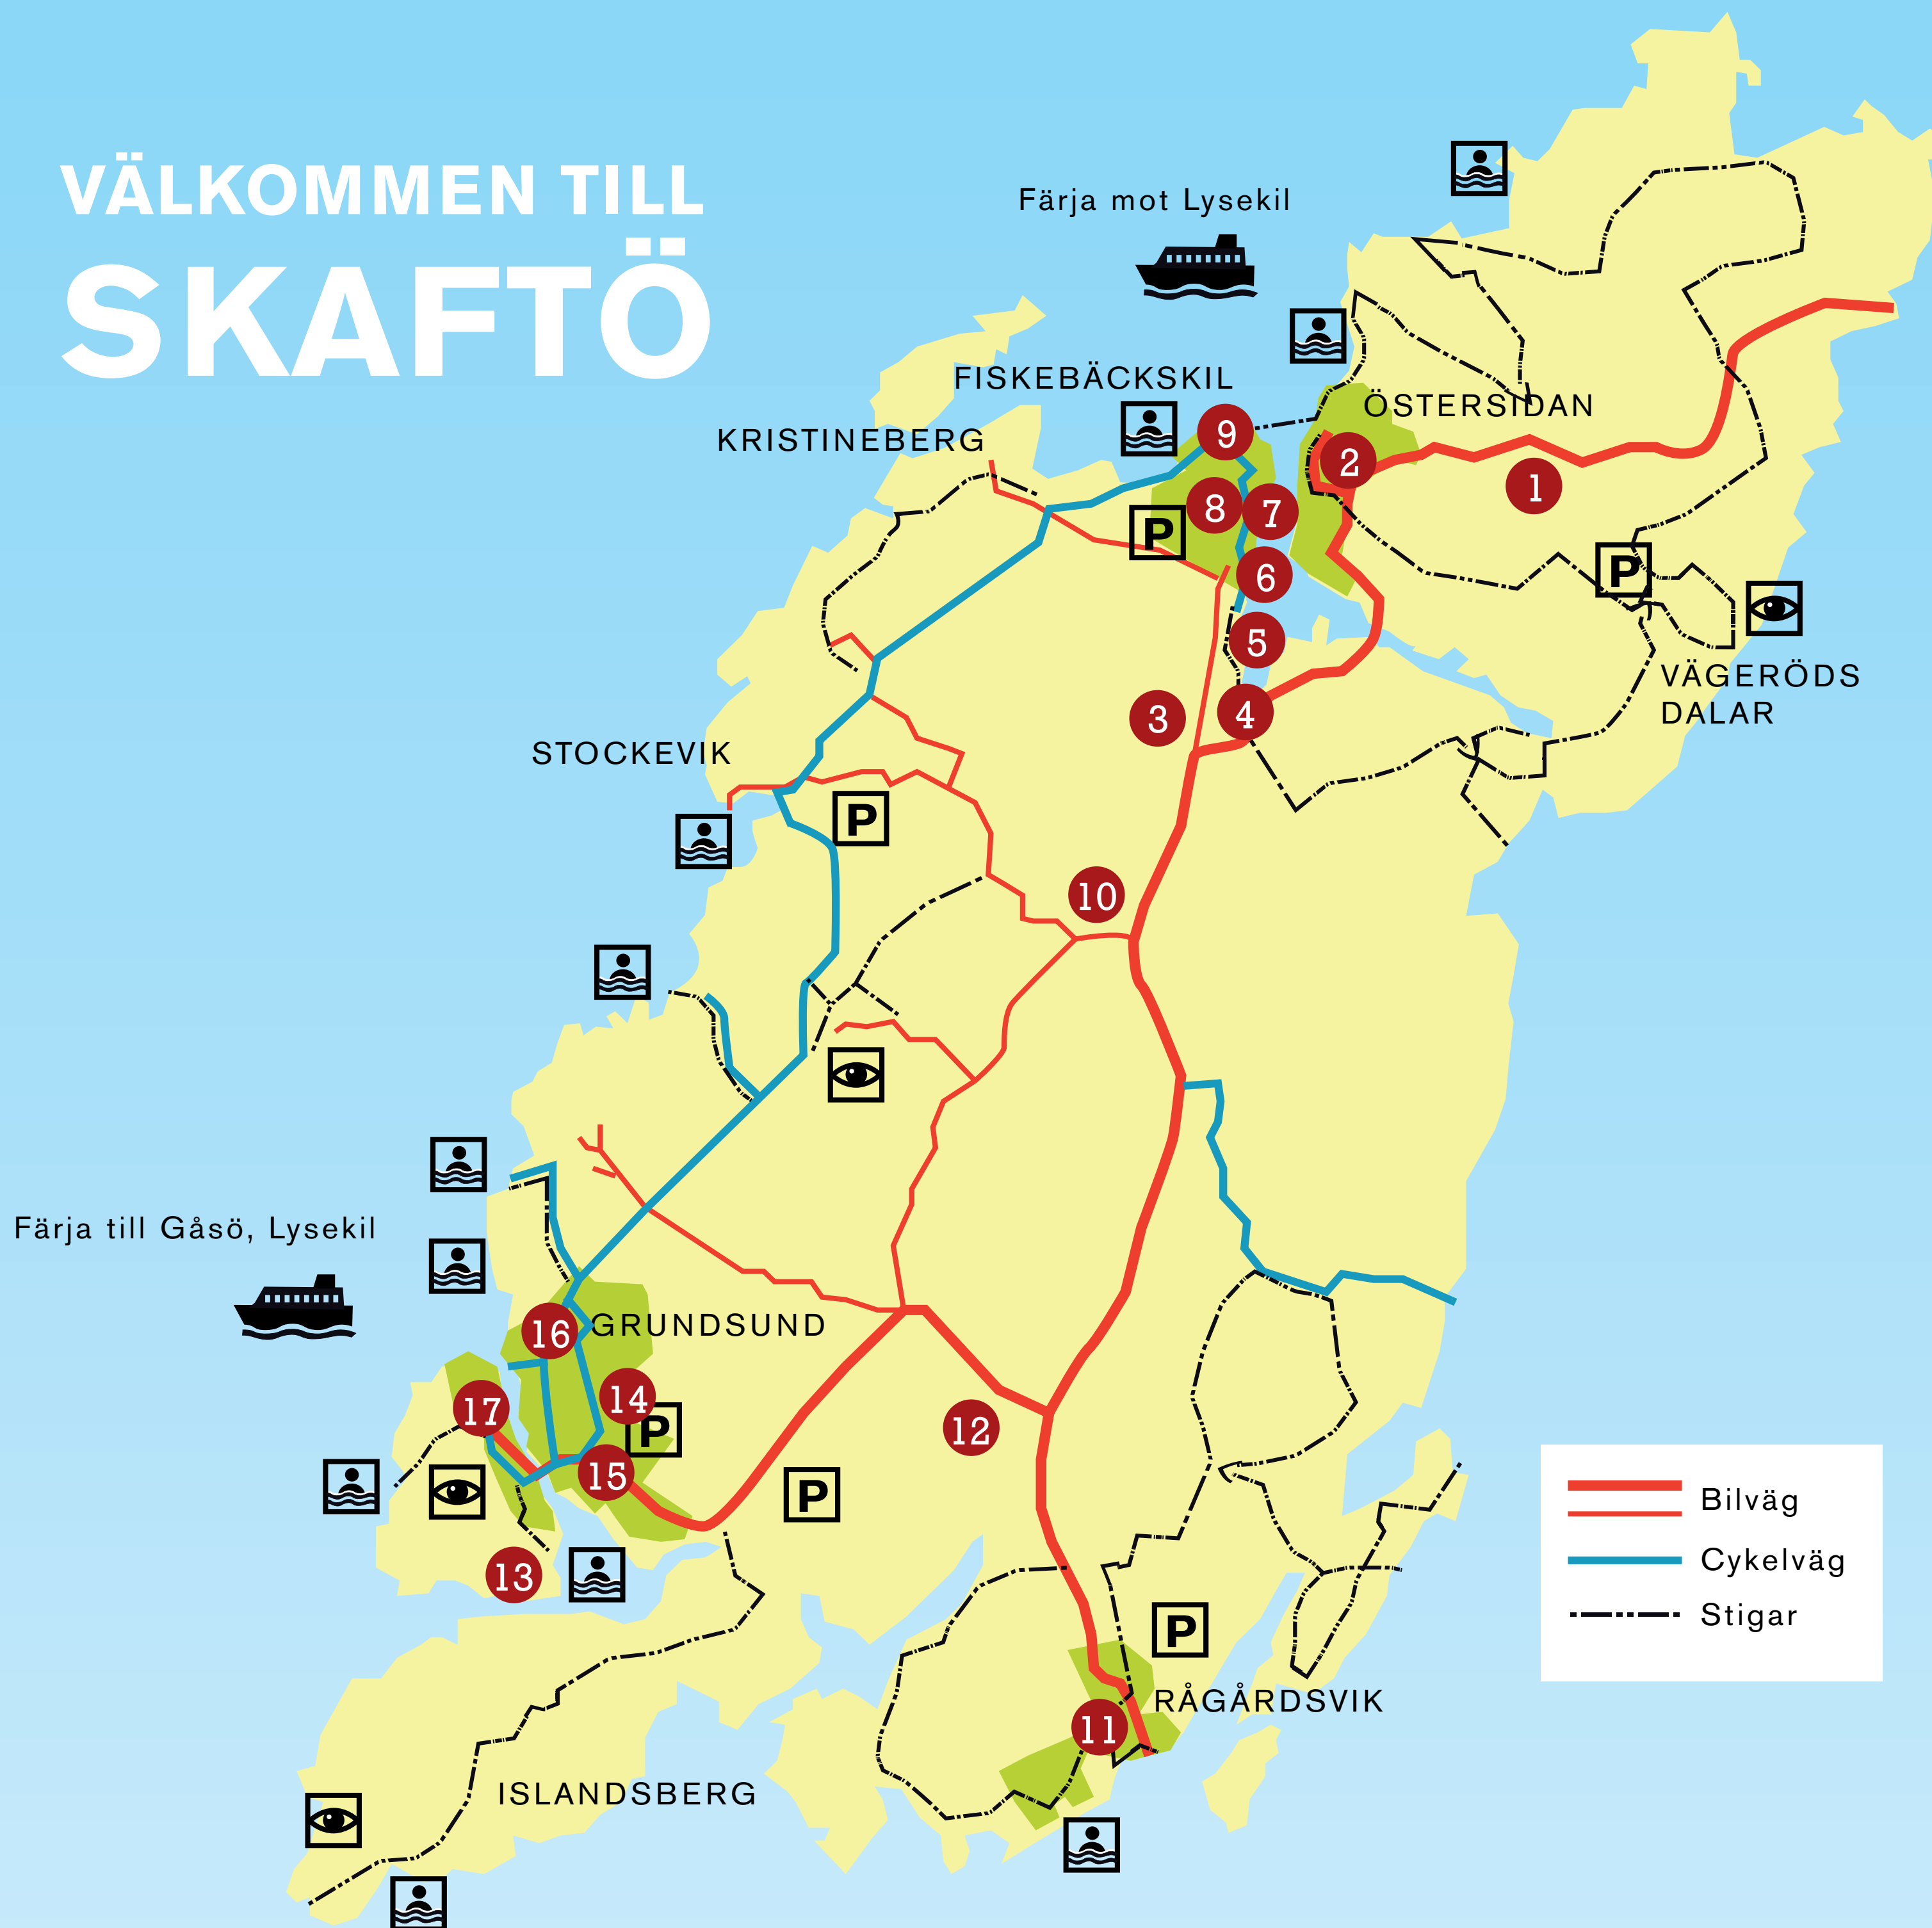 VÄLKOMMEN TILL
SKAFTÖ
Färja mot Lysekil
FISKEBÄCKSKIL
KRISTINEBERG
ÖSTERSIDAN
9
2
1
8
7
P
6
P
5
VÄGERÖDS
DALAR
3
4
STOCKEVIK
P
10
Färja till Gåsö, Lysekil
16
GRUNDSUND
17
14
P
12
15
P
13
Bilväg
Cykelväg
Stigar
P
RÅGÅRDSVIK
11
ISLANDSBERG